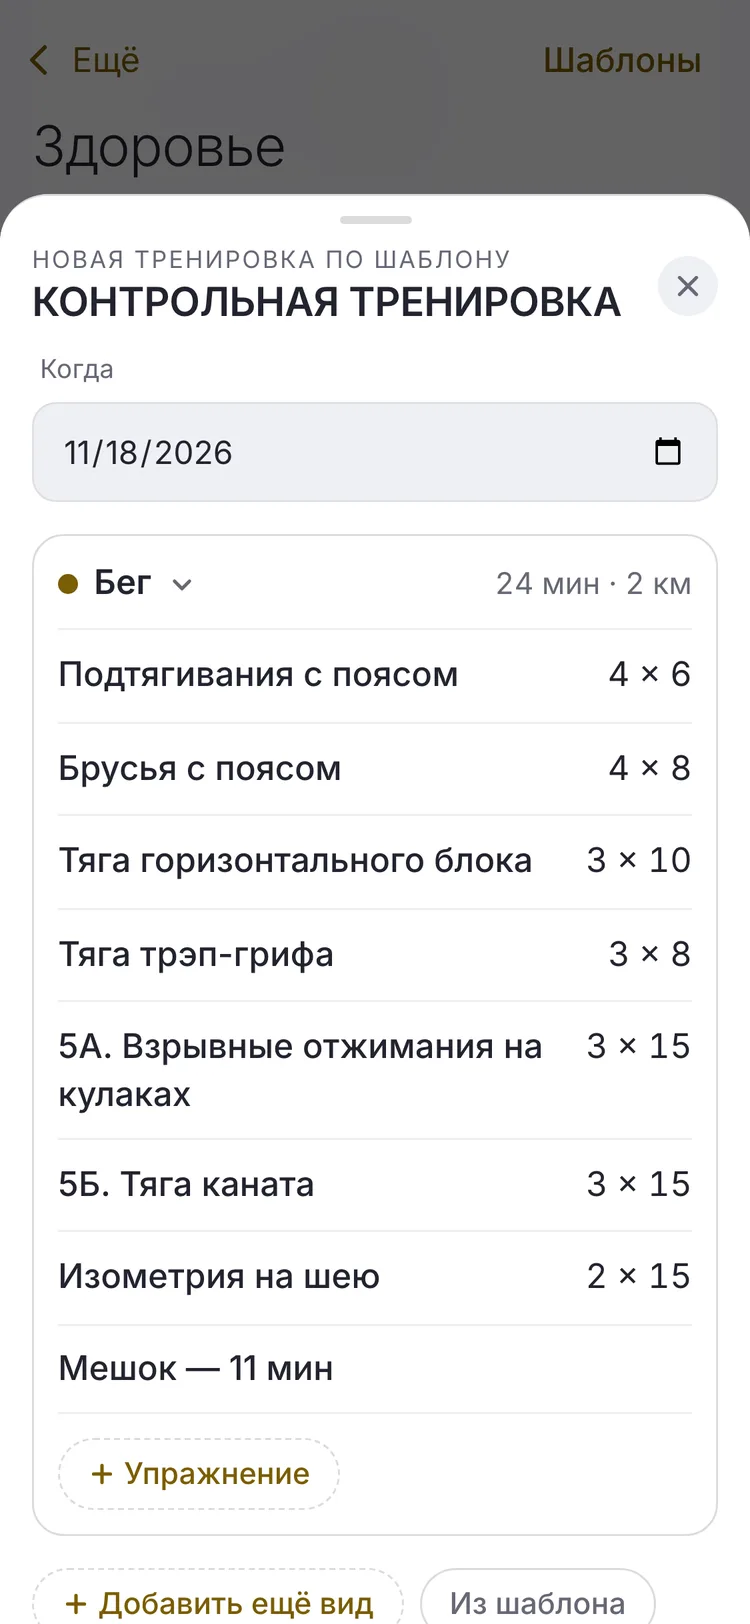 Ещё
Шаблоны
Здоровье
НОВАЯ ТРЕНИРОВКА ПО ШАБЛОНУ
КОНТРОЛЬНАЯ ТРЕНИРОВКА
Когда
11/18/2026
Бег
24 мин · 2 км
Подтягивания с поясом
4 × 6
Брусья с поясом
4 × 8
Тяга горизонтального блока
3 × 10
Тяга трэп-грифа
3 × 8
5А. Взрывные отжимания на
кулаках
3 × 15
5Б. Тяга каната
3 × 15
Изометрия на шею
2 × 15
Мешок — 11 мин
+ Упражнение
+ Добавить ещё вид
Из шаблона